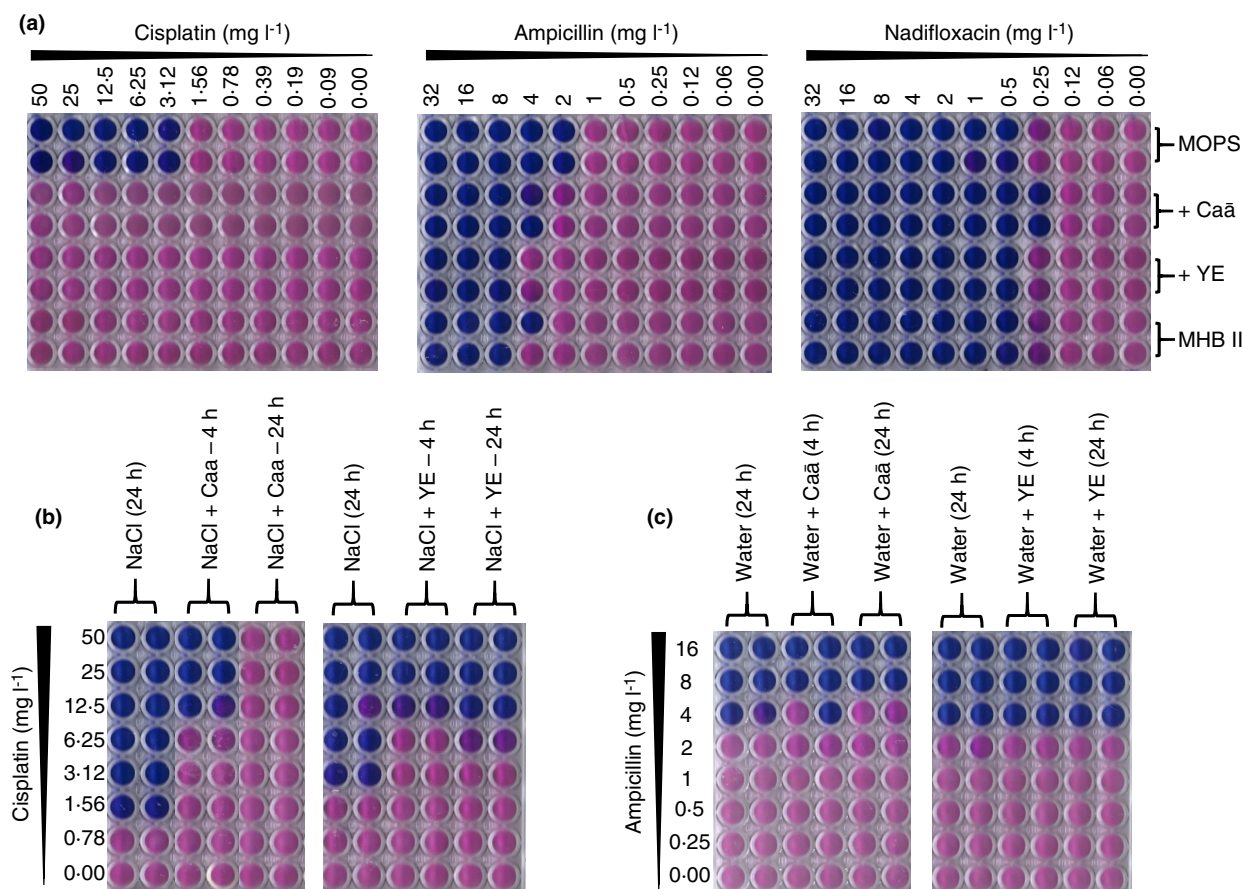 (a)
Cisplatin (mg l-1)
Ampicillin (mg l-1)
Nadifloxacin (mg l-1)
50 25 12·5 6·25 3·12 1·56 0·78 0·39 0·19 0·09 0·00
32 16 8 4 2 1 0·5 0·25 0·12 0·06 0·00
32 16 8 4 2 1 0·5 0·25 0·12 0·06 0·00
MOPS
+ Caā
+ YE
MHB II
(b)
NaCl (24 h)
NaCl + Caa – 4 h
NaCl + Caa – 24 h
NaCl (24 h)
NaCl + YE – 4 h
NaCl + YE – 24 h
Cisplatin (mg l-1)
50
25
12·5
6·25
3·12
1·56
0·78
0·00
(c)
Water (24 h)
Water + Caā (4 h)
Water + Caā (24 h)
Water (24 h)
Water + YE (4 h)
Water + YE (24 h)
Ampicillin (mg l-1)
16
8
4
2
1
0·5
0·25
0·00